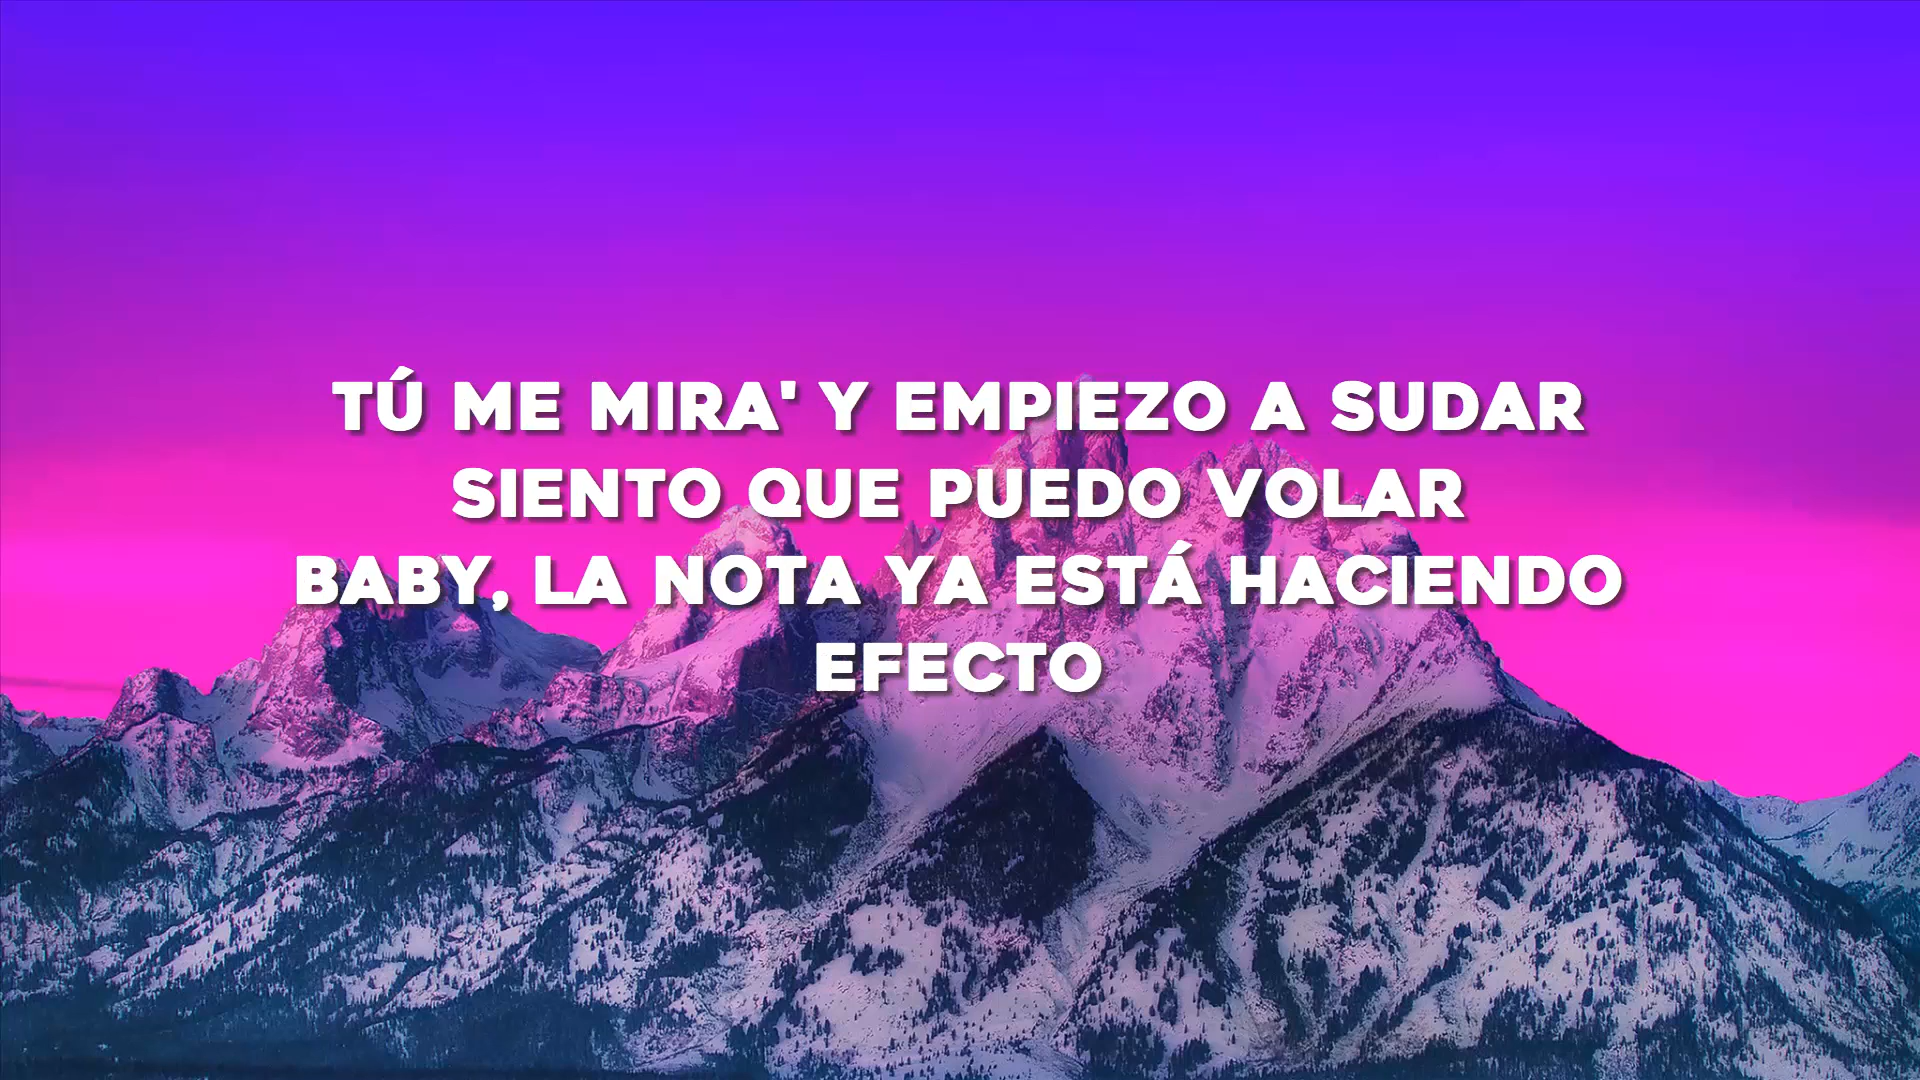 TÚ ME MIRA' Y EMPIEZO A SUDAR
SIENTO QUE PUEDO VOLAR
BABY, LA NOTA YA ESTÁ HACIENDO
EFECTO